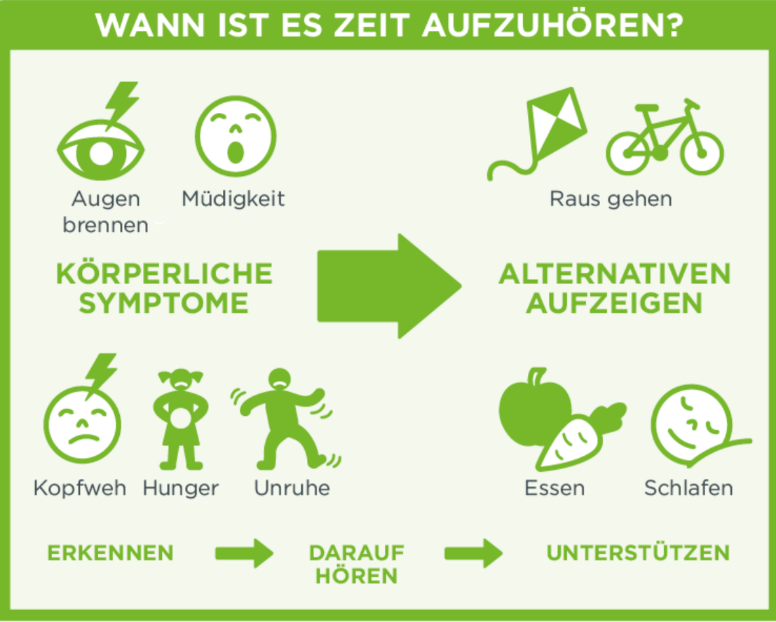 WANN IST ES ZEIT AUFZUHÖREN?
Augen
brennen
Müdigkeit
Raus gehen
KÖRPERLICHE
SYMPTOME
ALTERNATIVEN
AUFZEIGEN
Kopfweh
Hunger
Unruhe
Essen
Schlafen
ERKENNEN
DARAUF
HÖREN
UNTERSTÜTZEN